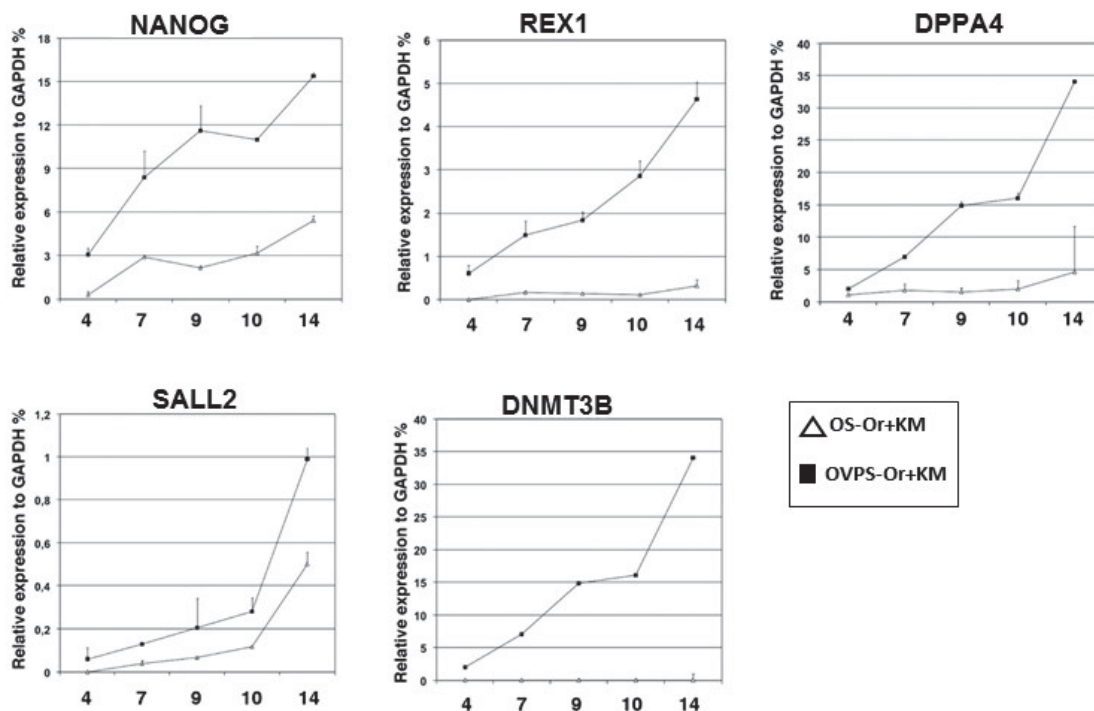 NANOG
Relative expression to GAPDH %
18
15
12
9
6
3
0
4 7 9 10 14
REX1
Relative expression to GAPDH %
6
5
4
3
2
1
0
4 7 9 10 14
DPPA4
Relative expression to GAPDH %
40
35
30
25
20
15
10
5
0
4 7 9 10 14
SALL2
Relative expression to GAPDH %
1,2
1
0,8
0,6
0,4
0,2
0
4 7 9 10 14
DNMT3B
Relative expression to GAPDH %
40
35
30
25
20
15
10
5
0
4 7 9 10 14
OS-Or+KM
OVPS-Or+KM